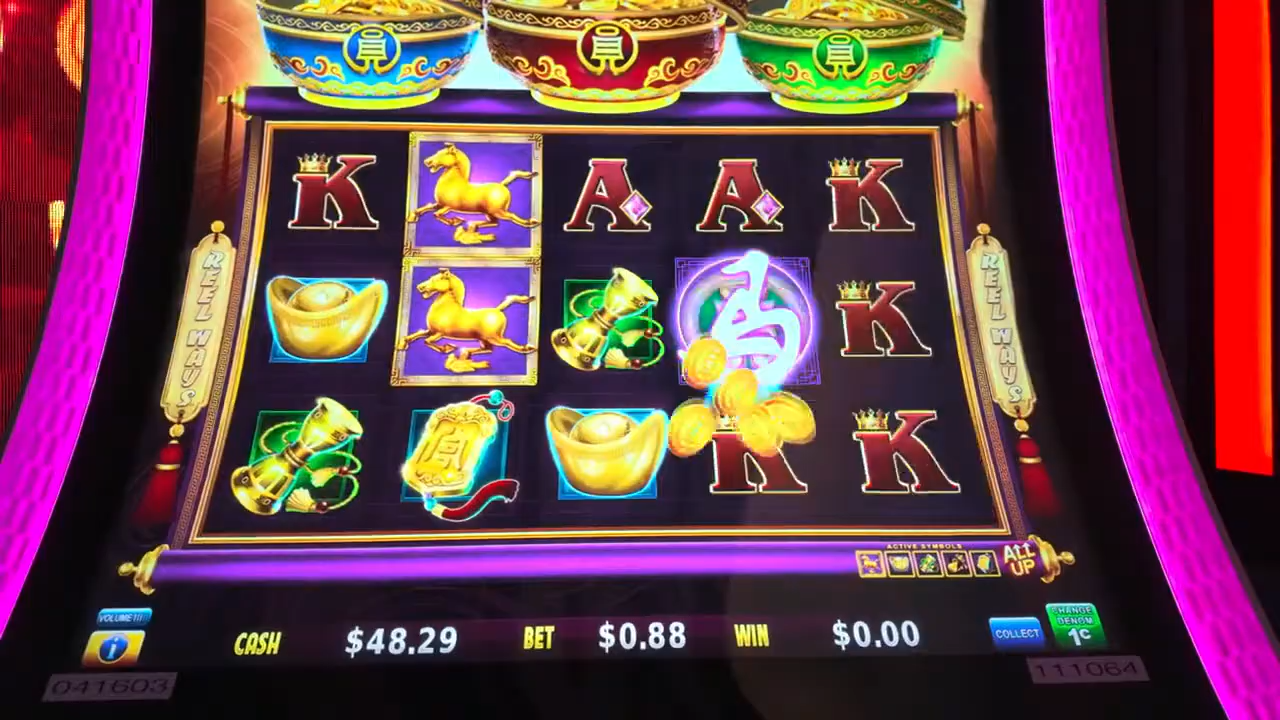 K A A K
REEL WAYS REEL WAYS
馬 K
K K
ACTIVE SYMBOLS
ALL UP
VOLUME
CASH $48.29 BET $0.88 WIN $0.00
COLLECT
CHANGE DENOM 1¢
041603 111064